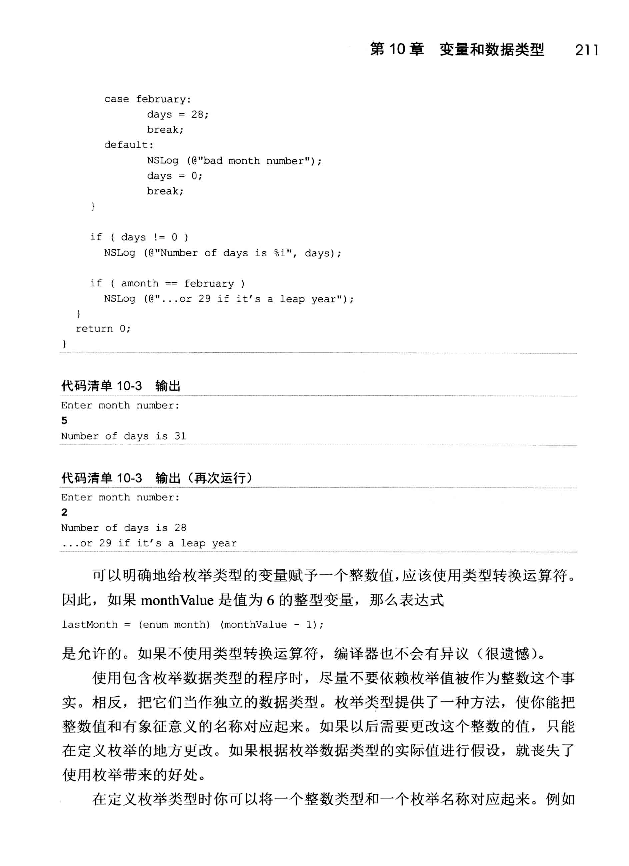 第 10 章 变量和数据类型 211
case february:
days = 28;
break;
default:
NSLog (@"bad month number");
days = 0;
break;
}
if ( days != 0 )
NSLog (@"Number of days is %i", days);
if ( amonth == february )
NSLog (@"...or 29 if it's a leap year");
}
return 0;
}
代码清单 10-3 输出
Enter month number:
5
Number of days is 31
代码清单 10-3 输出（再次运行）
Enter month number:
2
Number of days is 28
...or 29 if it's a leap year
可以明确地给枚举类型的变量赋予一个整数值，应该使用类型转换运算符。
因此，如果 monthValue 是值为 6 的整型变量，那么表达式
lastMonth = (enum month) (monthValue - 1);
是允许的。如果不使用类型转换运算符，编译器也不会有异议（很遗憾）。
使用包含枚举数据类型的程序时，尽量不要依赖枚举值被作为整数这个事
实。相反，把它们当作独立的数据类型。枚举类型提供了一种方法，使你能把
整数值和有象征意义的名称对应起来。如果以后需要更改这个整数的值，只能
在定义枚举的地方更改。如果根据枚举数据类型的实际值进行假设，就丧失了
使用枚举带来的好处。
在定义枚举类型时你可以将一个整数类型和一个枚举名称对应起来。例如